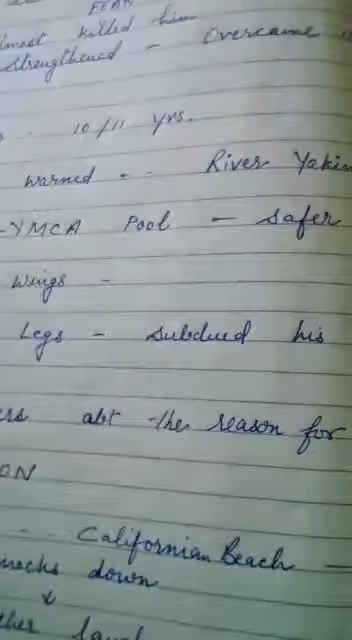 FEAR
killed him
Strengthened - Overcame
10/11 yrs.
warned - - River Yakim
- YMCA Pool - safer
Wings -
Legs - subdued his
abt the reason for
ON
- - Californian Beach -
down
↓